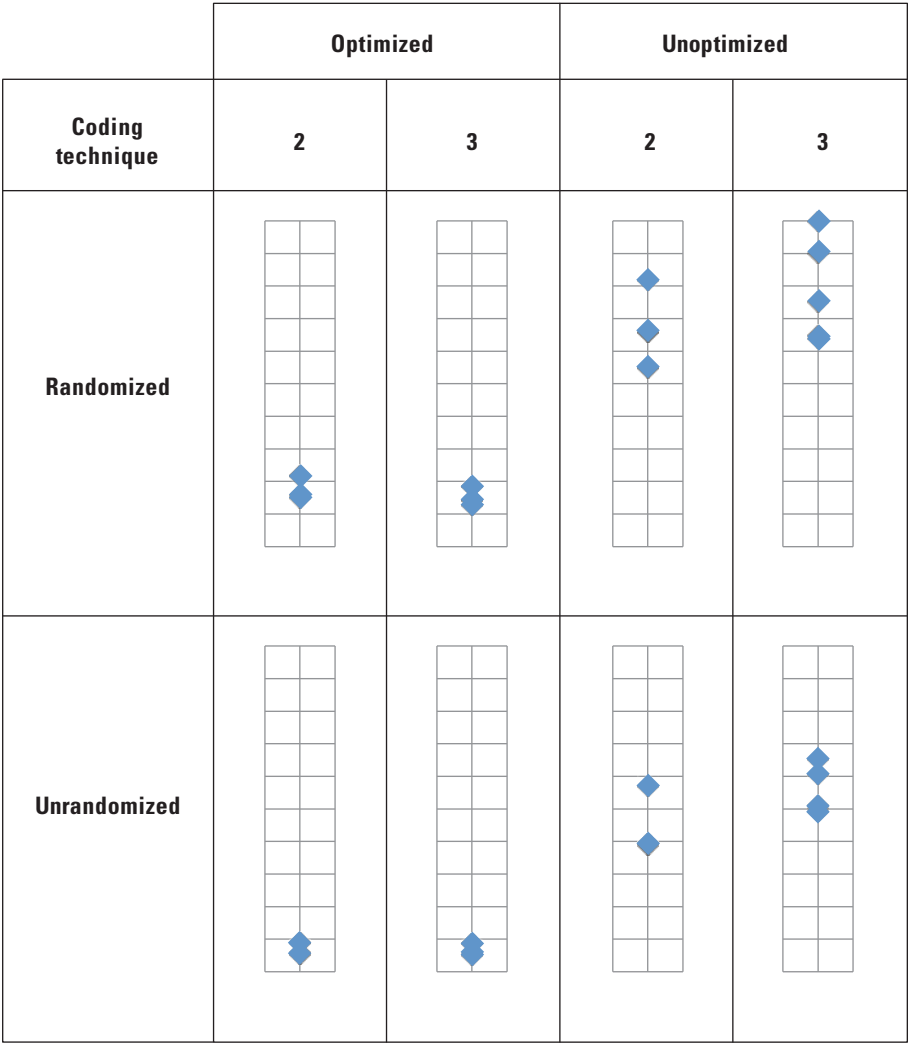 Optimized Unoptimized
Coding
technique
2 3 2 3
Randomized
Unrandomized